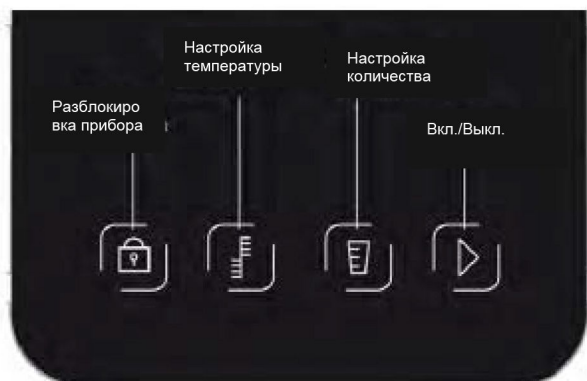 Настройка
температуры
Настройка
количества
Разблокиро
вка прибора
Вкл./Выкл.